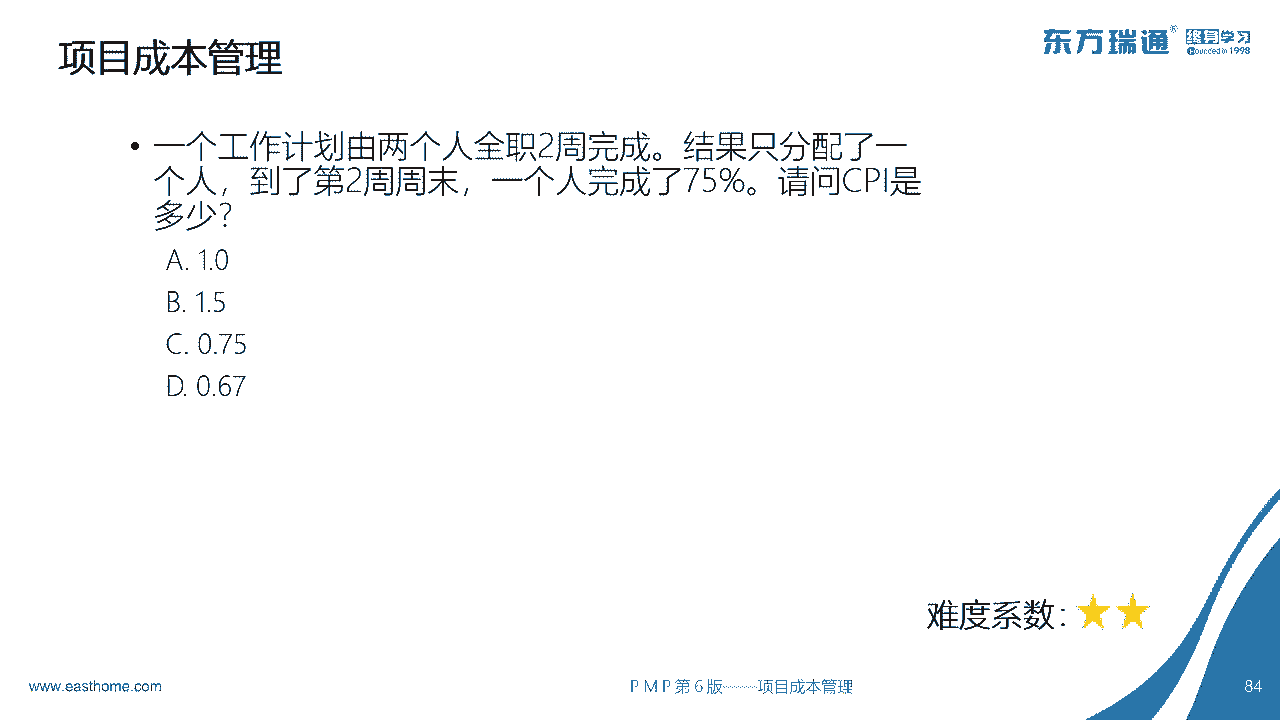 项目成本管理
东方瑞通® 终身学习
Founded in 1998
• 一个工作计划由两个人全职2周完成。结果只分配了一
个人，到了第2周周末，一个人完成了75%。请问CPI是
多少？
A. 1.0
B. 1.5
C. 0.75
D. 0.67
难度系数：★★
www.easthome.com
PMP第6版——项目成本管理
84